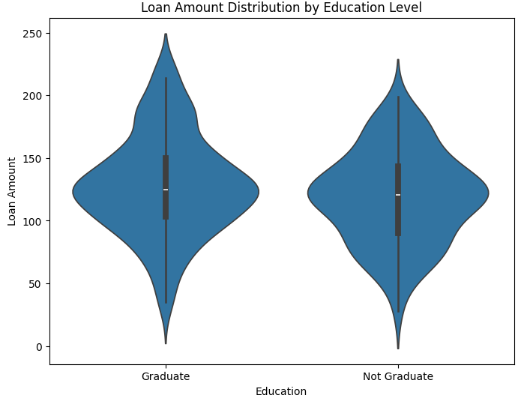 Loan Amount Distribution by Education Level
250
200
150
100
50
0
Loan Amount
Graduate
Not Graduate
Education